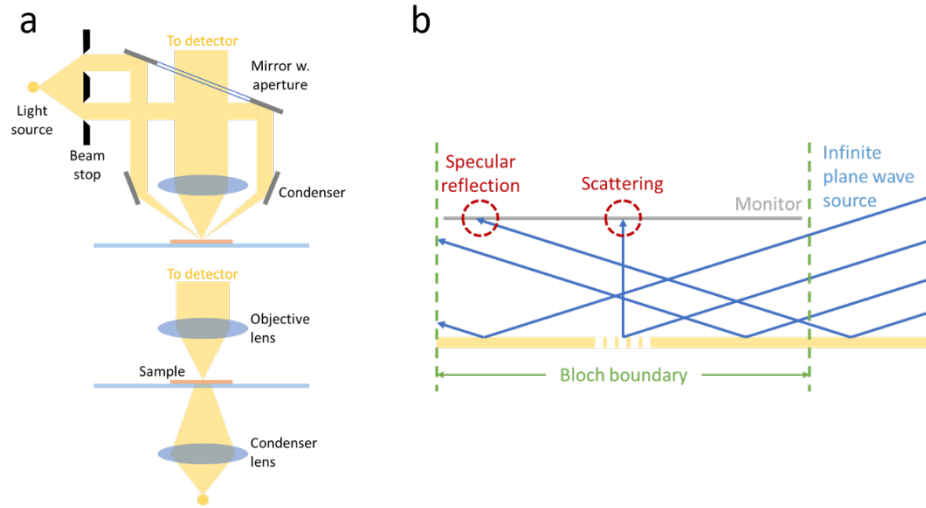 a
To detector
Mirror w.
aperture
Light
source
Beam
stop
Condenser
To detector
Objective
lens
Sample
Condenser
lens
b
Specular
reflection
Scattering
Infinite
plane wave
source
Monitor
Bloch boundary